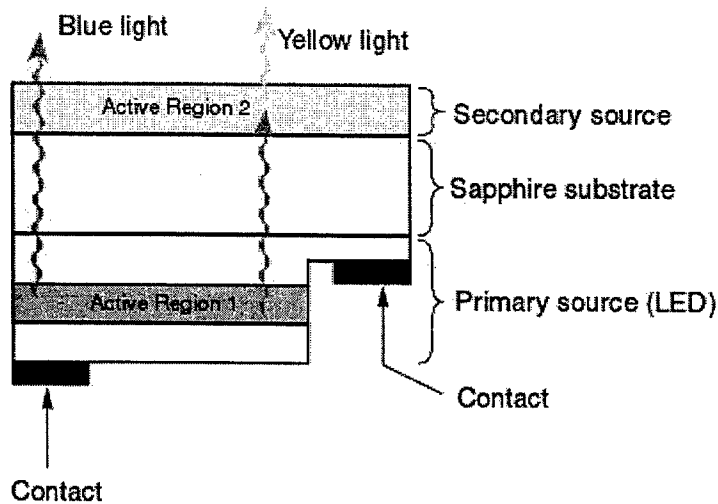 Blue light
Yellow light
Active Region 2
Secondary source
Sapphire substrate
Active Region 1
Primary source (LED)
Contact
Contact